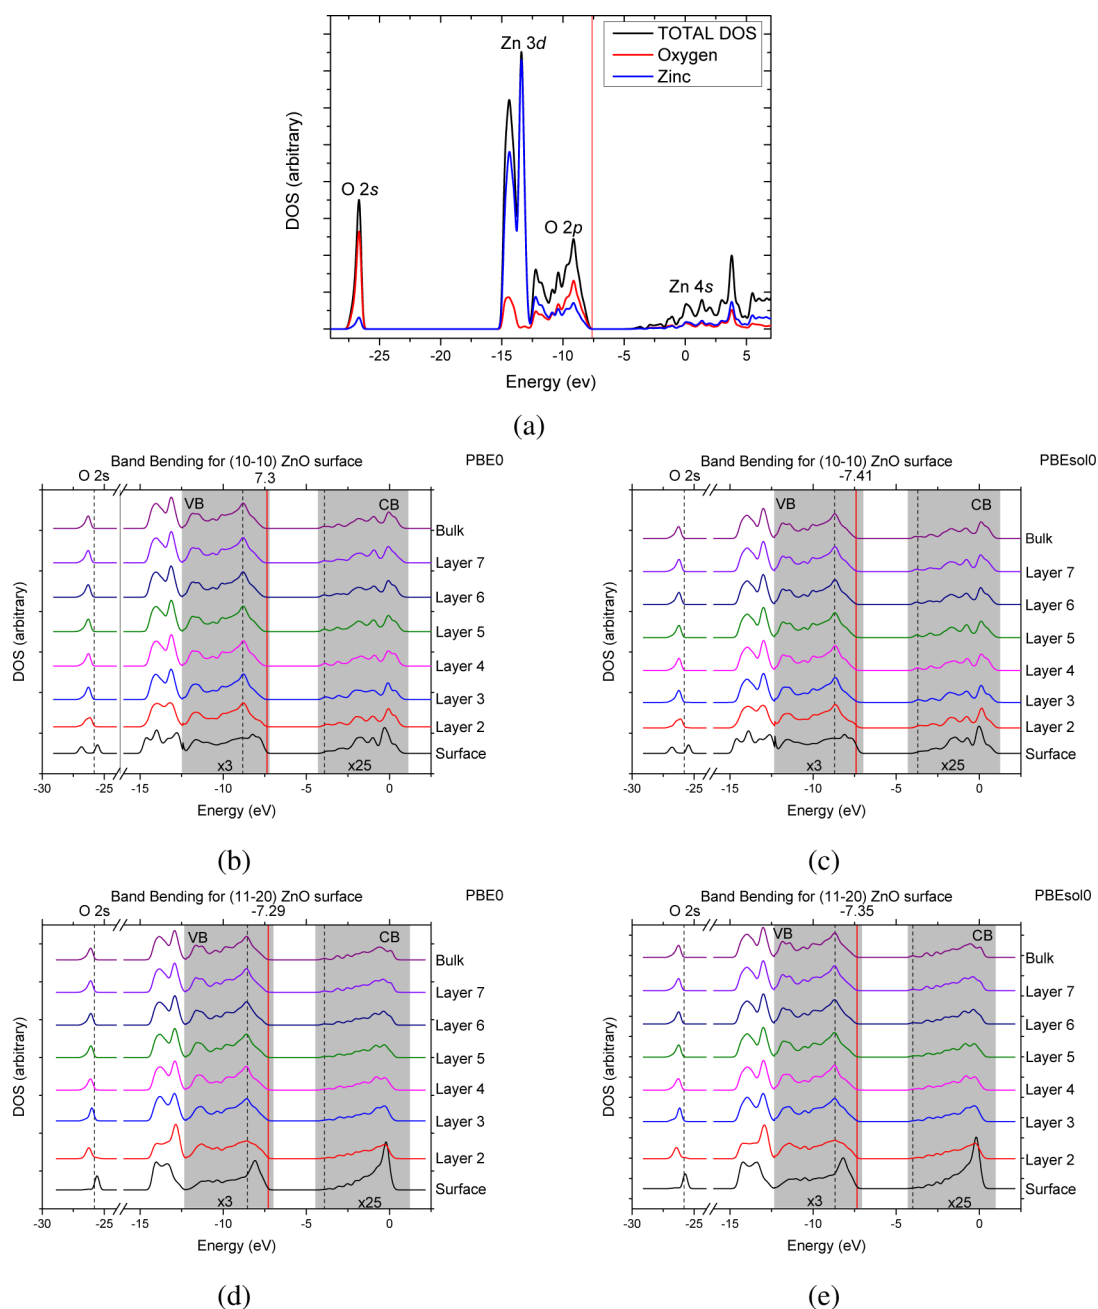 Zn 3d
TOTAL DOS
Oxygen
Zinc
O 2s
O 2p
Zn 4s
DOS (arbitrary)
-25 -20 -15 -10 -5 0 5
Energy (ev)
(a)
Band Bending for (10-10) ZnO surface PBE0
O 2s 7.3
VB CB
Bulk
Layer 7
Layer 6
Layer 5
Layer 4
Layer 3
Layer 2
Surface
x3 x25
DOS (arbitrary)
-30 -25 -15 -10 -5 0
Energy (eV)
(b)
Band Bending for (10-10) ZnO surface PBEsol0
O 2s -7.41
VB CB
Bulk
Layer 7
Layer 6
Layer 5
Layer 4
Layer 3
Layer 2
Surface
x3 x25
DOS (arbitrary)
-30 -25 -15 -10 -5 0
Energy (eV)
(c)
Band Bending for (11-20) ZnO surface PBE0
O 2s -7.29
VB CB
Bulk
Layer 7
Layer 6
Layer 5
Layer 4
Layer 3
Layer 2
Surface
x3 x25
DOS (arbitrary)
-30 -25 -15 -10 -5 0
Energy (eV)
(d)
Band Bending for (11-20) ZnO surface PBEsol0
O 2s -7.35
VB CB
Bulk
Layer 7
Layer 6
Layer 5
Layer 4
Layer 3
Layer 2
Surface
x3 x25
DOS (arbitrary)
-30 -25 -15 -10 -5 0
Energy (eV)
(e)